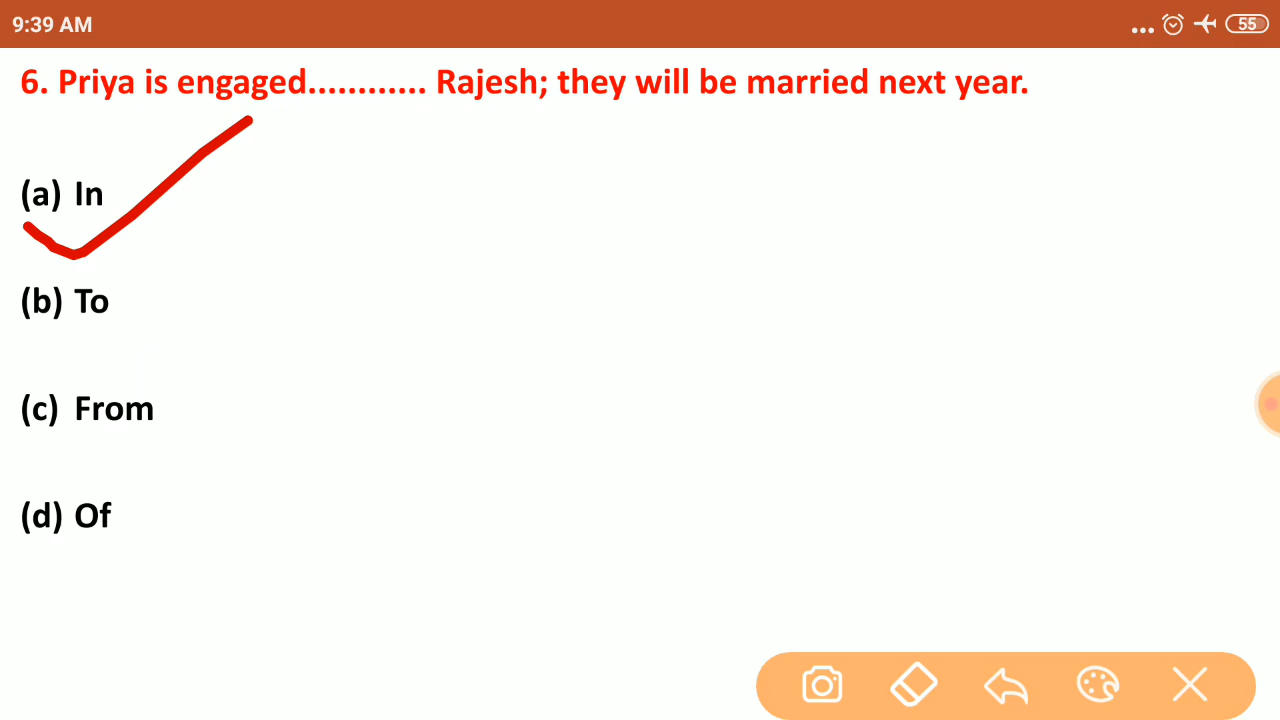 9:39 AM
55
6. Priya is engaged............ Rajesh; they will be married next year.
(a) In
(b) To
(c) From
(d) Of